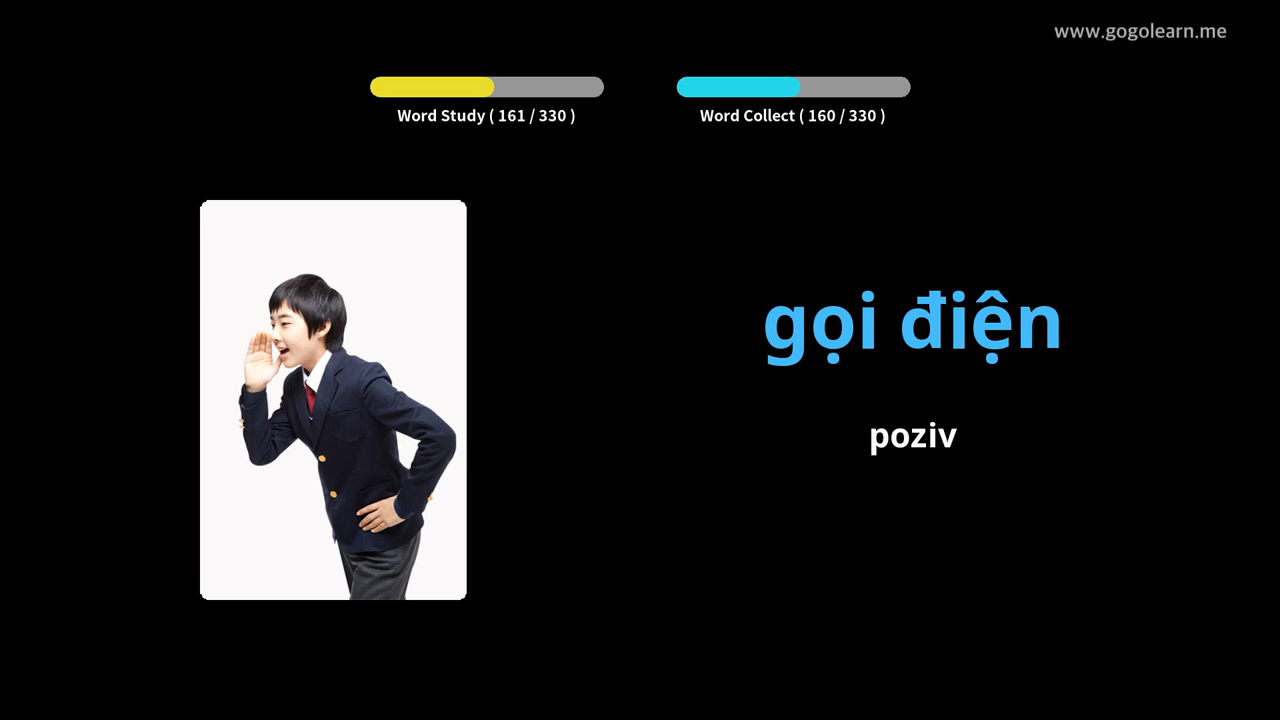 www.gogolearn.me
Word Study ( 161 / 330 )
Word Collect ( 160 / 330 )
gọi điện
poziv